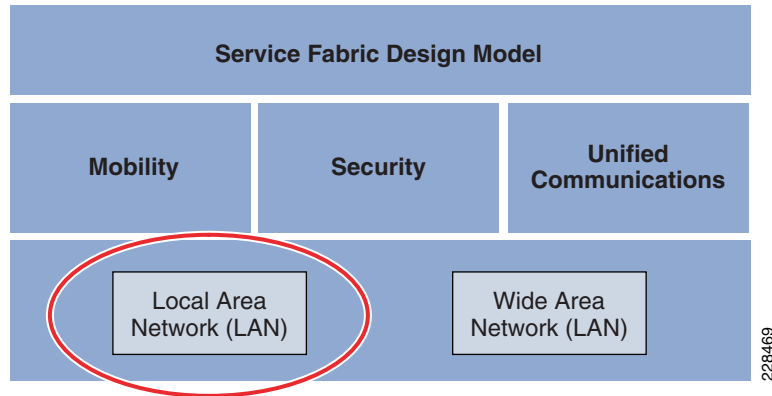 Service Fabric Design Model
Mobility
Security
Unified
Communications
Local Area
Network (LAN)
Wide Area
Network (LAN)
228469